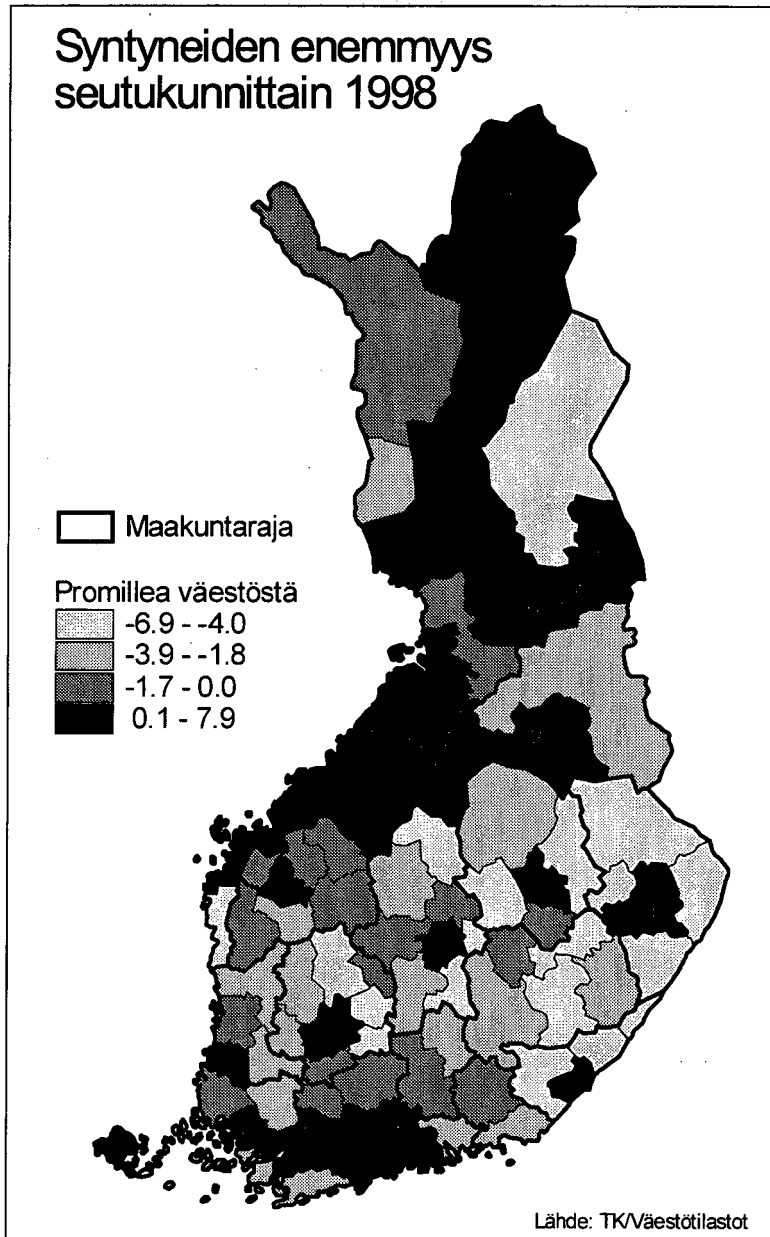 Syntyneiden enemmyys
seutukunnittain 1998
Maakuntaraja
Promillea väestöstä
-6.9 - -4.0
-3.9 - -1.8
-1.7 - 0.0
0.1 - 7.9
Lähde: TK/Väestötilastot